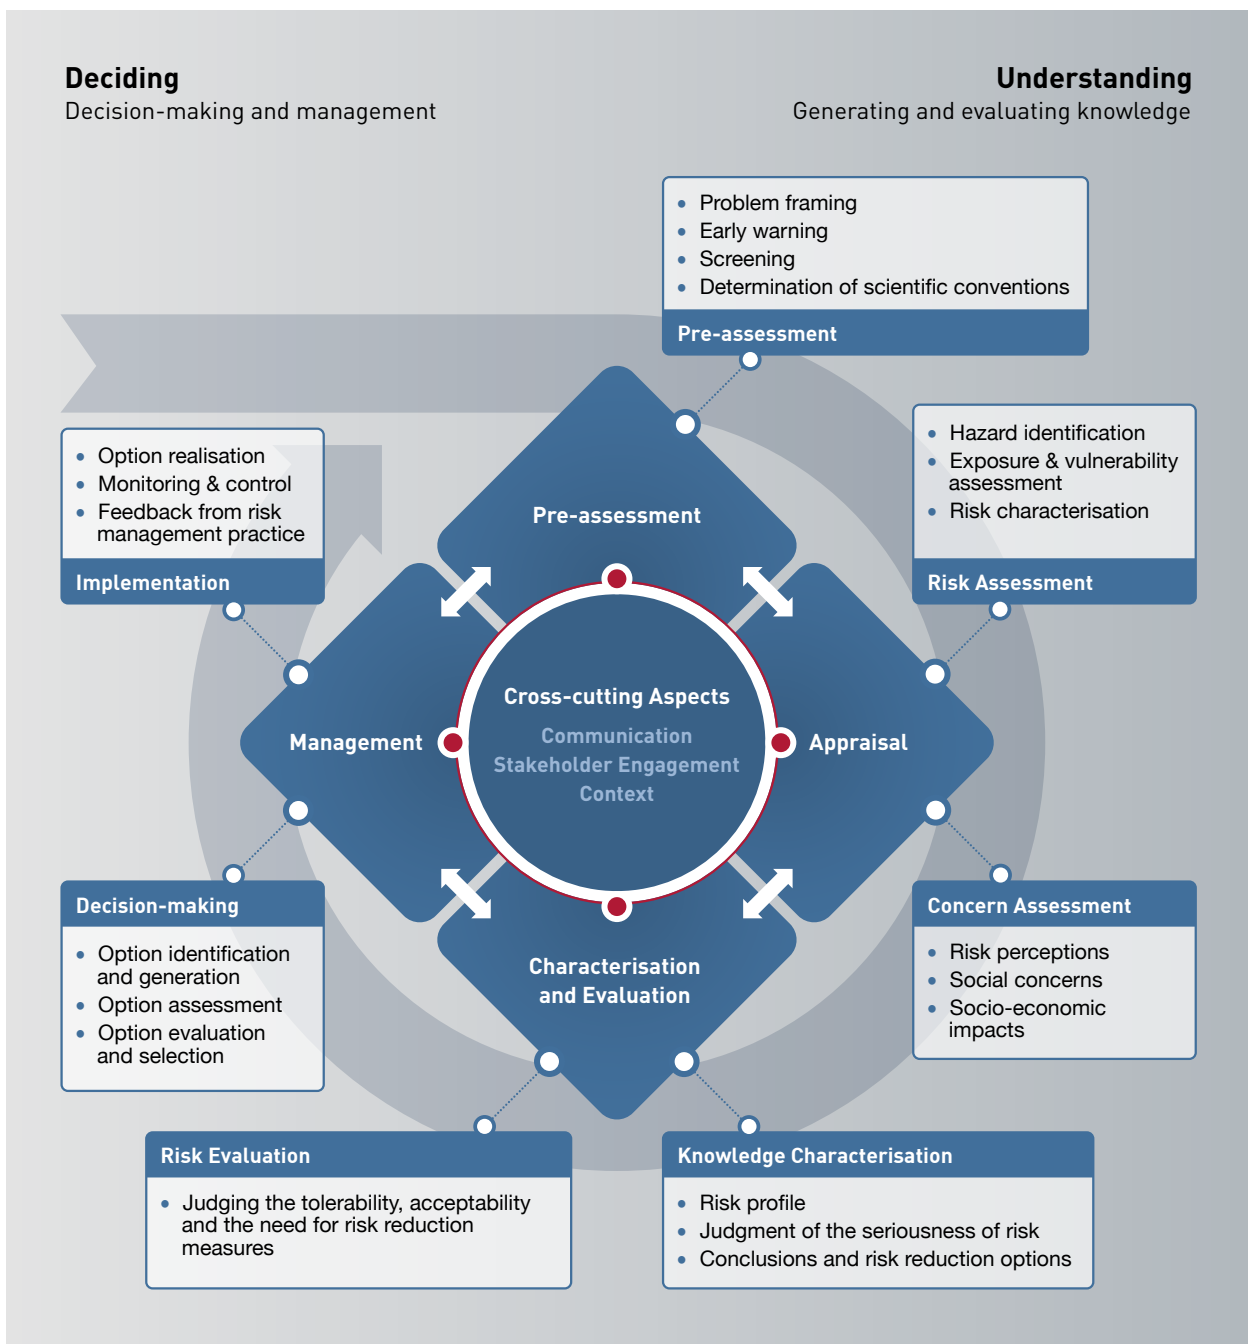 Deciding
Decision-making and management
Understanding
Generating and evaluating knowledge
• Problem framing
• Early warning
• Screening
• Determination of scientific conventions
Pre-assessment
• Option realisation
• Monitoring & control
• Feedback from risk
management practice
Implementation
• Hazard identification
• Exposure & vulnerability
assessment
• Risk characterisation
Risk Assessment
Pre-assessment
Cross-cutting Aspects
Communication
Stakeholder Engagement
Context
Management
Appraisal
Characterisation
and Evaluation
Decision-making
• Option identification
and generation
• Option assessment
• Option evaluation
and selection
Concern Assessment
• Risk perceptions
• Social concerns
• Socio-economic
impacts
Risk Evaluation
• Judging the tolerability, acceptability
and the need for risk reduction
measures
Knowledge Characterisation
• Risk profile
• Judgment of the seriousness of risk
• Conclusions and risk reduction options